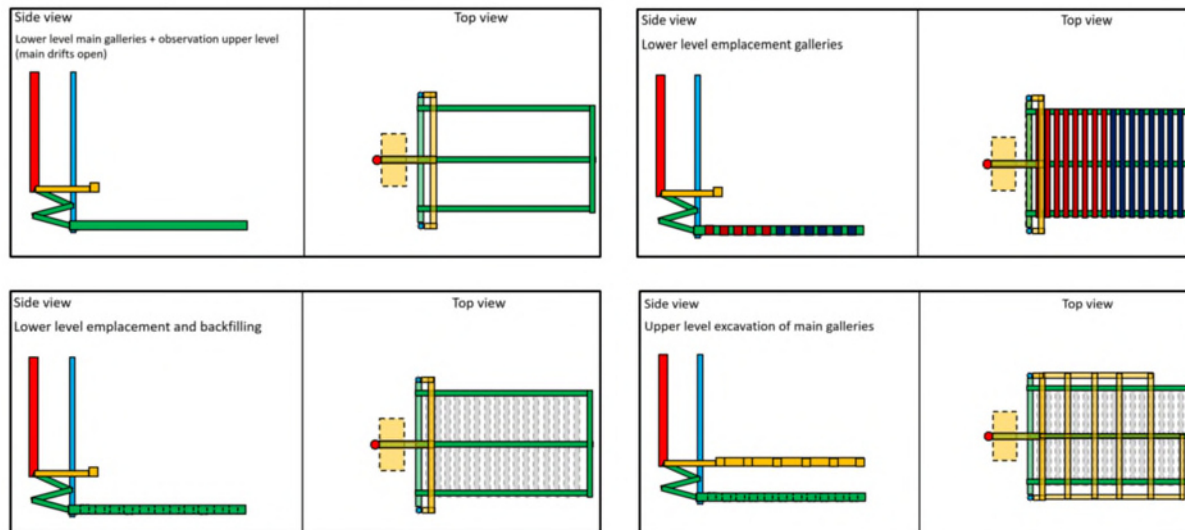 Side view
Top view
Lower level main galleries + observation upper level
(main drifts open)
Side view
Top view
Lower level emplacement galleries
Side view
Top view
Lower level emplacement and backfilling
Side view
Top view
Upper level excavation of main galleries